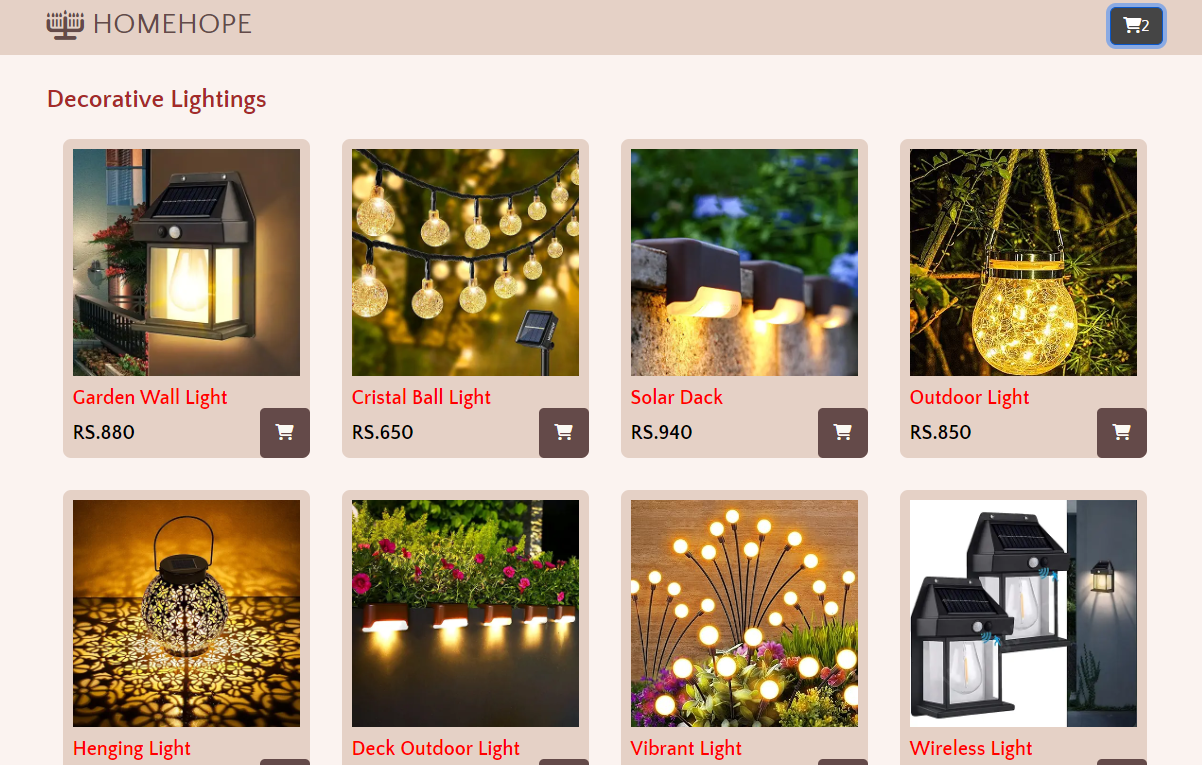 HOMEHOPE
2
Decorative Lightings
Garden Wall Light
Cristal Ball Light
Solar Dack
Outdoor Light
RS.880
RS.650
RS.940
RS.850
Henging Light
Deck Outdoor Light
Vibrant Light
Wireless Light